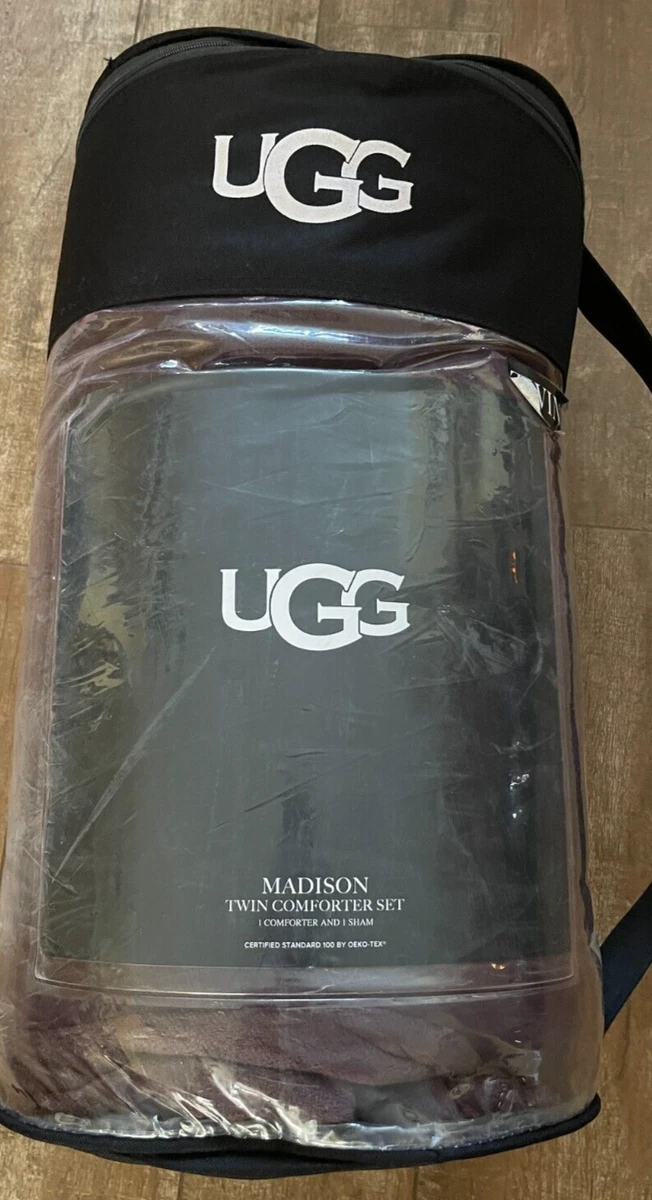 UGG
UGG
MADISON
TWIN COMFORTER SET
1 COMFORTER AND 1 SHAM
CERTIFIED STANDARD 100 BY OEKO-TEX®